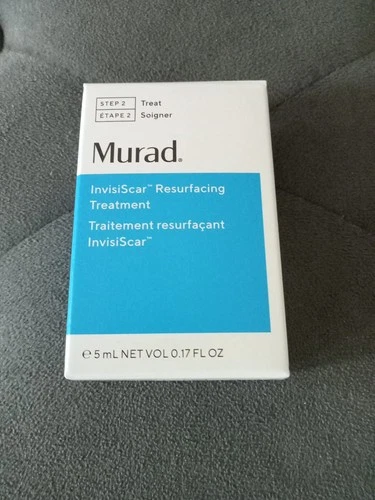 STEP 2 Treat
ÉTAPE 2 Soigner
Murad®
InvisiScar™ Resurfacing
Treatment
Traitement resurfaçant
InvisiScar™
℮ 5 mL NET VOL 0.17 FL OZ